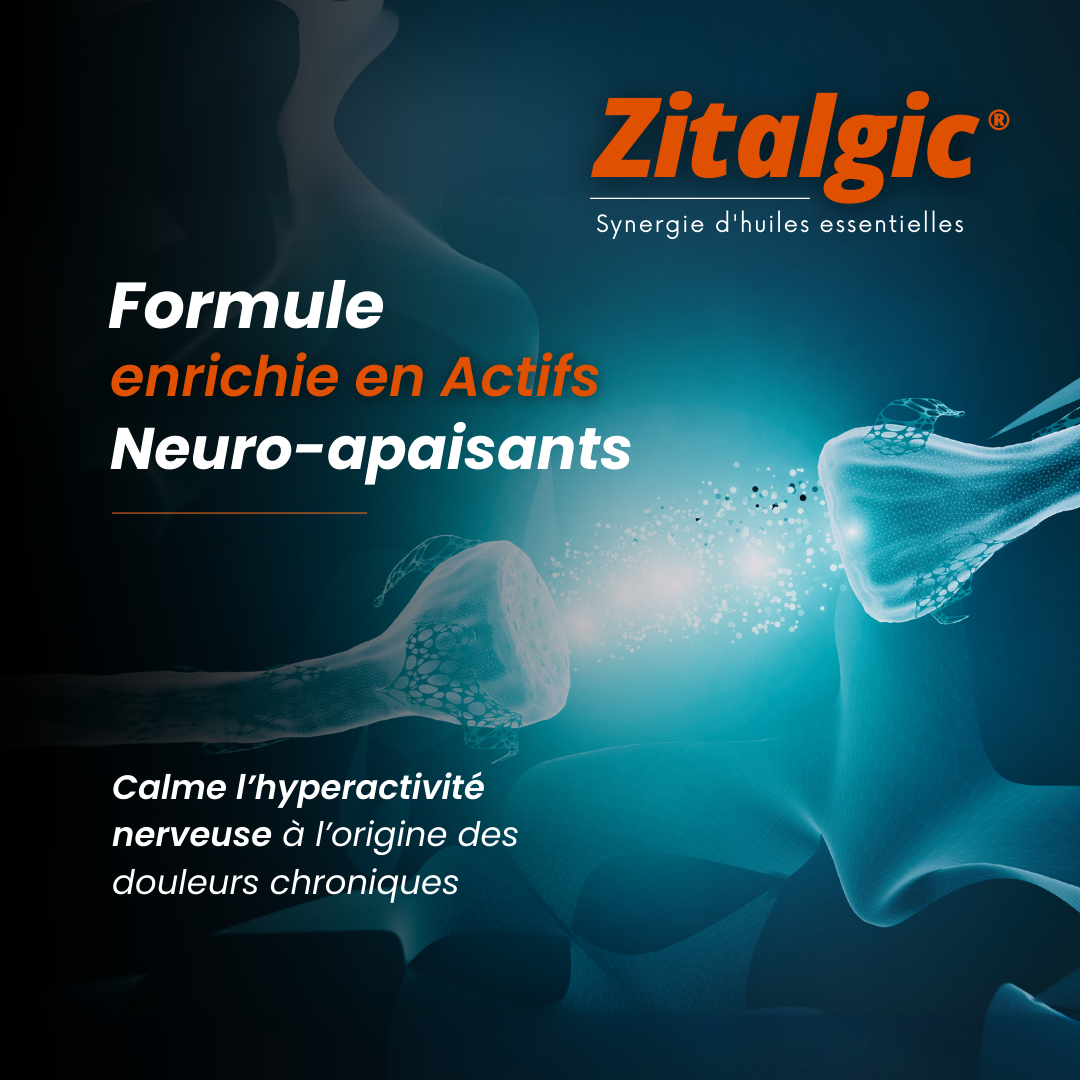 Zitalgic®
Synergie d'huiles essentielles
Formule
enrichie en Actifs
Neuro-apaisants
Calme l’hyperactivité
nerveuse à l’origine des
douleurs chroniques